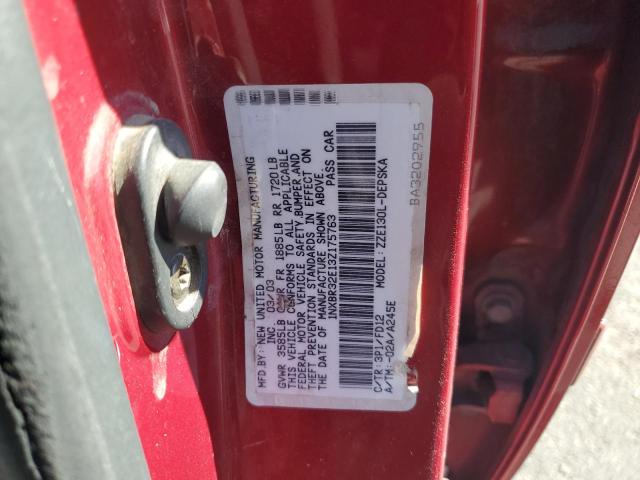 MFD.BY:NEW UNITED MOTOR MANUFACTURING
INC. 03/03
GVWR 3585LB GAWR FR 1885LB RR 1720LB
THIS VEHICLE CONFORMS TO ALL APPLICABLE
FEDERAL MOTOR VEHICLE SAFETY,BUMPER,AND
THEFT PREVENTION STANDARDS IN EFFECT ON
THE DATE OF MANUFACTURE SHOWN ABOVE.
1NXBR32E13Z175763 PASS CAR
C/TR:3P1/FD12 MODEL:ZZE130L-DEPSKA
A/TR:-02A/A245E
BA3202955